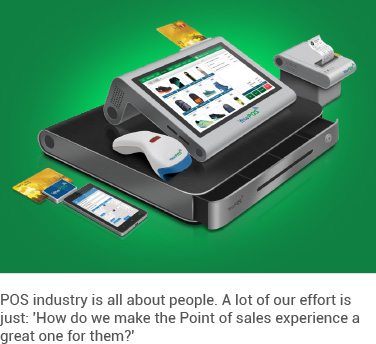 POS industry is all about people. A lot of our effort is
just: 'How do we make the Point of sales experience a
great one for them?'